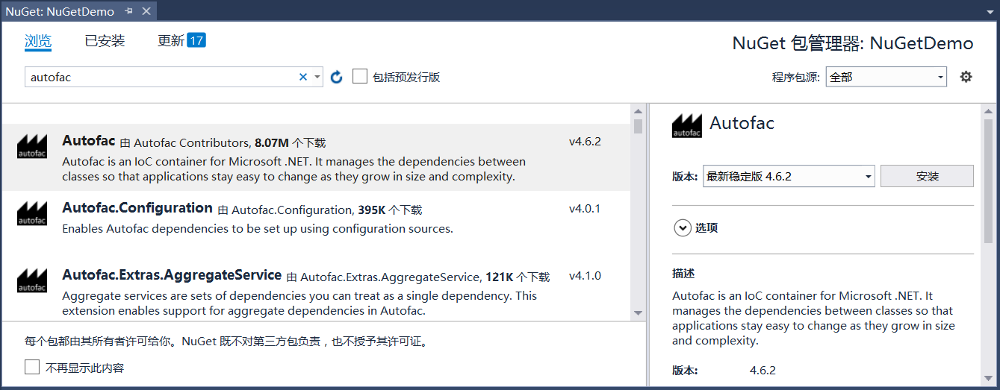 NuGet: NuGetDemo
浏览 已安装 更新 17
NuGet 包管理器: NuGetDemo
autofac
包括预发行版
程序包源: 全部
autofac
Autofac 由 Autofac Contributors, 8.07M 个下载 v4.6.2
Autofac is an IoC container for Microsoft .NET. It manages the dependencies between
classes so that applications stay easy to change as they grow in size and complexity.
autofac
Autofac.Configuration 由 Autofac.Configuration, 395K 个下载 v4.0.1
Enables Autofac dependencies to be set up using configuration sources.
autofac
Autofac.Extras.AggregateService 由 Autofac.Extras.AggregateService, 121K 个下载 v4.1.0
Aggregate services are sets of dependencies you can treat as a single dependency. This
extension enables support for aggregate dependencies in Autofac.
每个包都由其所有者许可给你。NuGet 既不对第三方包负责，也不授予其许可证。
不再显示此内容
autofac
Autofac
版本: 最新稳定版 4.6.2 安装
选项
描述
Autofac is an IoC container for Microsoft .NET. It
manages the dependencies between classes so that
applications stay easy to change as they grow in size
and complexity.
版本: 4.6.2